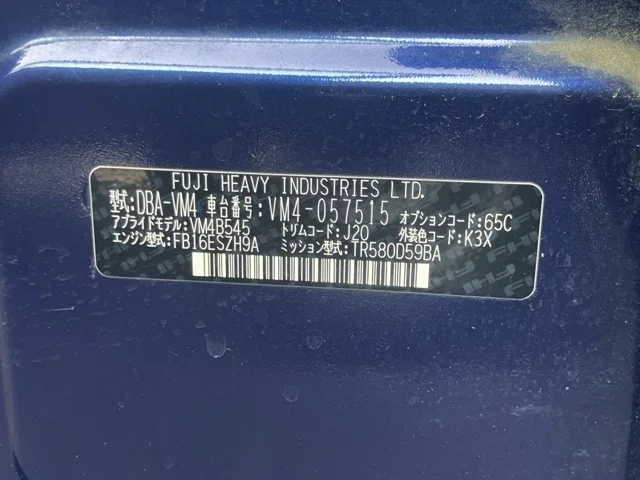 FUJI HEAVY INDUSTRIES LTD.
型式:DBA-VM4 車台番号:VM4-057515 オプションコード:65C
アプライドモデル:VM4B545 トリムコード:J20 外装色コード:K3X
エンジン型式:FB16ESZH9A ミッション型式:TR580D59BA